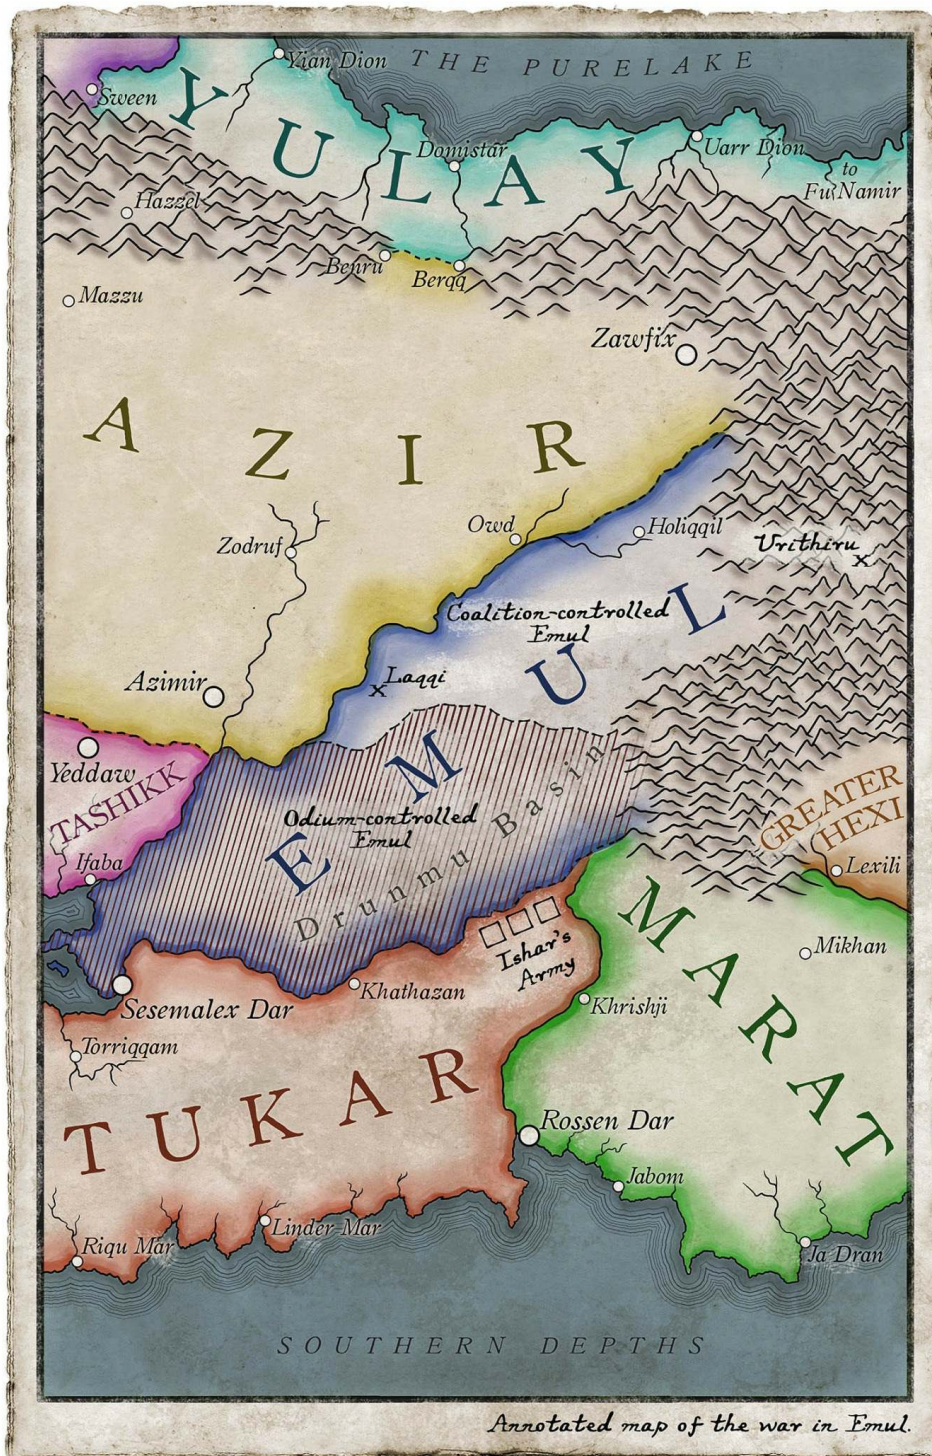 THE PURELAKE
Yian Dion
Sween
YULAY
Domistar
Uarr Dion
to
Fu Namir
Hazzel
Benru
Berqq
Mazzu
Zawfix
AZIR
Owd
Holiqqil
Zodruf
Urithiru
Coalition-controlled
Emul
Laqqi
EMUL
Azimir
Yeddaw
TASHIKK
Odium-controlled
Emul
Drunmu Basin
GREATER
HEXI
Ifaba
Lexili
MARAT
Ishar's
Army
Mikhan
Khathazan
Khrishji
Sesemalex Dar
Torriqqam
TUKAR
Rossen Dar
Jabom
Linder Mar
Riqu Mar
Ja Dran
SOUTHERN DEPTHS
Annotated map of the war in Emul.